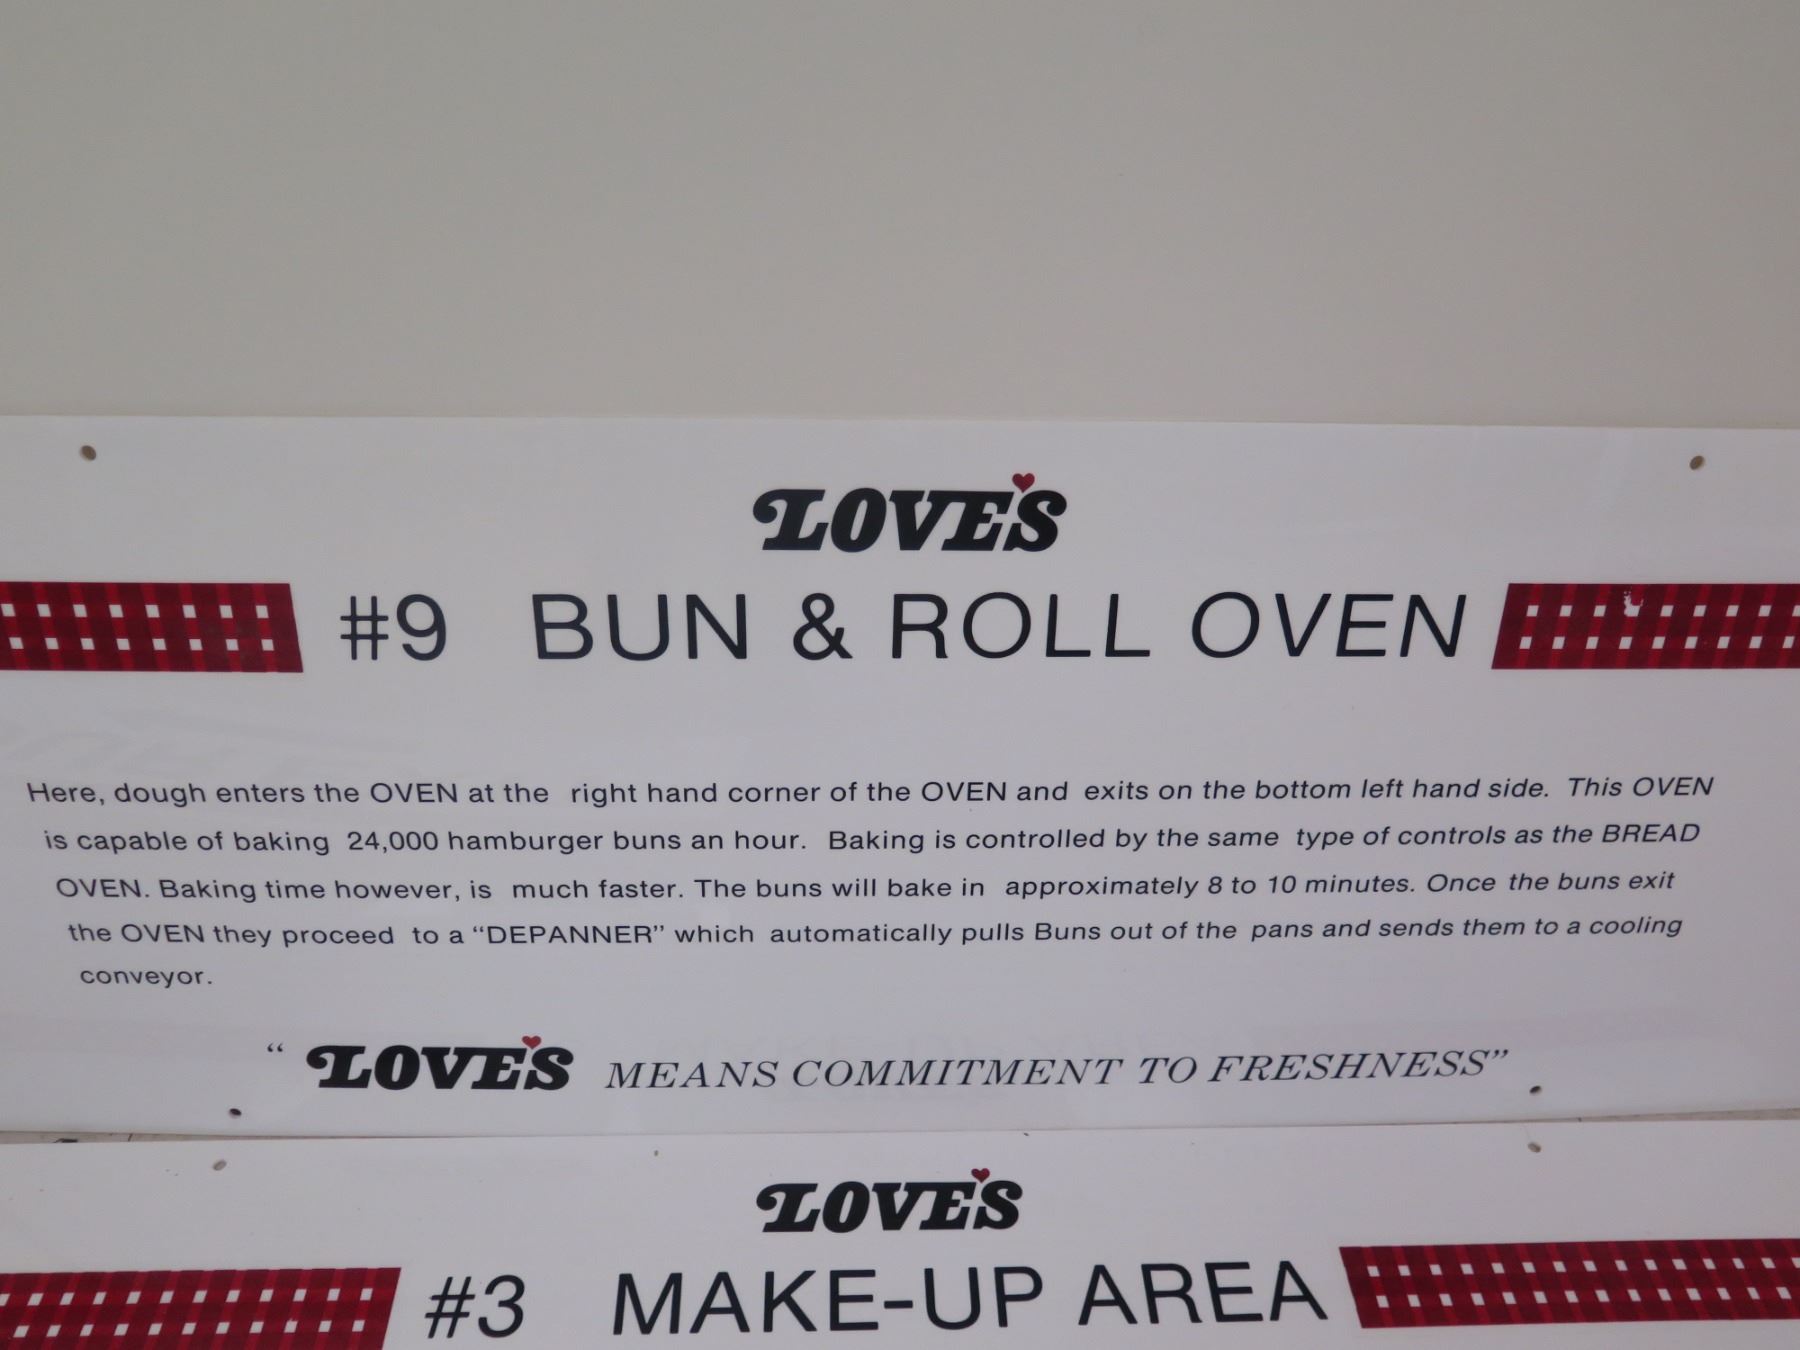 LOVE'S
#9 BUN & ROLL OVEN
Here, dough enters the OVEN at the right hand corner of the OVEN and exits on the bottom left hand side. This OVEN
is capable of baking 24,000 hamburger buns an hour. Baking is controlled by the same type of controls as the BREAD
OVEN. Baking time however, is much faster. The buns will bake in approximately 8 to 10 minutes. Once the buns exit
the OVEN they proceed to a “DEPANNER” which automatically pulls Buns out of the pans and sends them to a cooling
conveyor.
“ LOVE'S MEANS COMMITMENT TO FRESHNESS”
LOVE'S
#3 MAKE-UP AREA